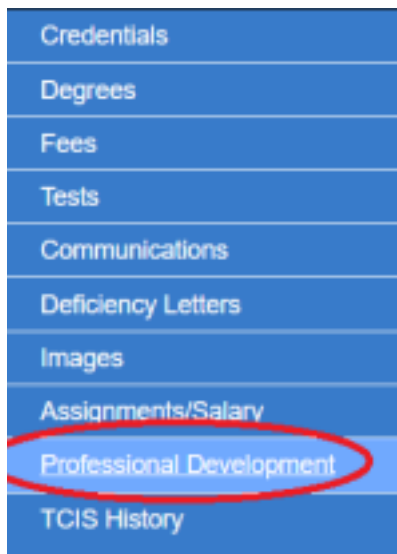 Credentials
Degrees
Fees
Tests
Communications
Deficiency Letters
Images
Assignments/Salary
Professional Development
TCIS History